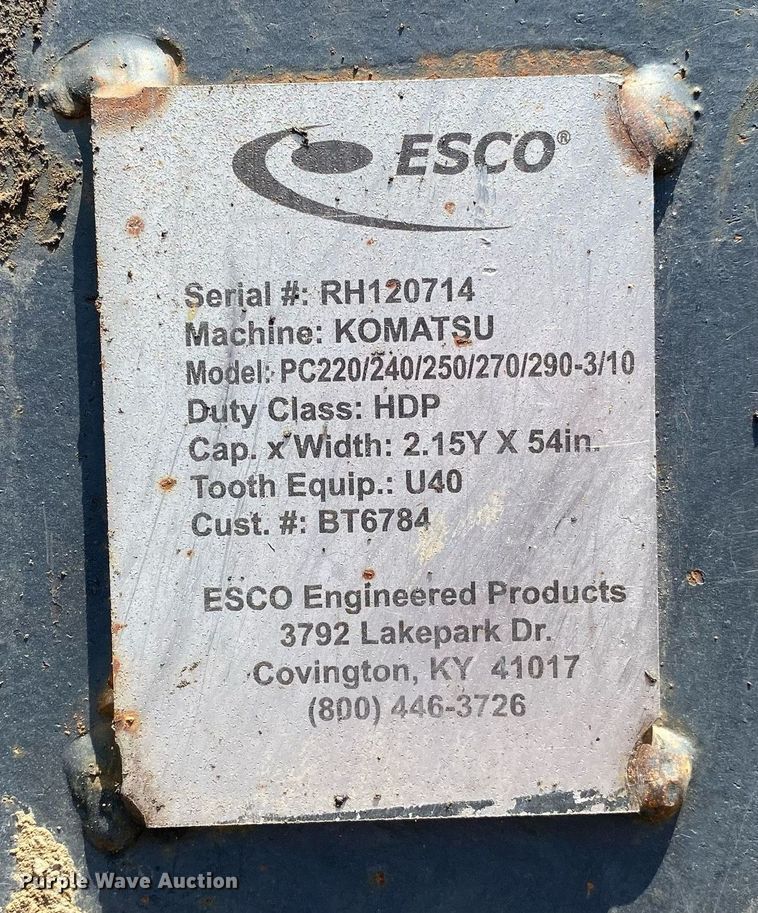 ESCO®
Serial #: RH120714
Machine: KOMATSU
Model: PC220/240/250/270/290-3/10
Duty Class: HDP
Cap. x Width: 2.15Y X 54in.
Tooth Equip.: U40
Cust. #: BT6784
ESCO Engineered Products
3792 Lakepark Dr.
Covington, KY 41017
(800) 446-3726
Purple Wave Auction